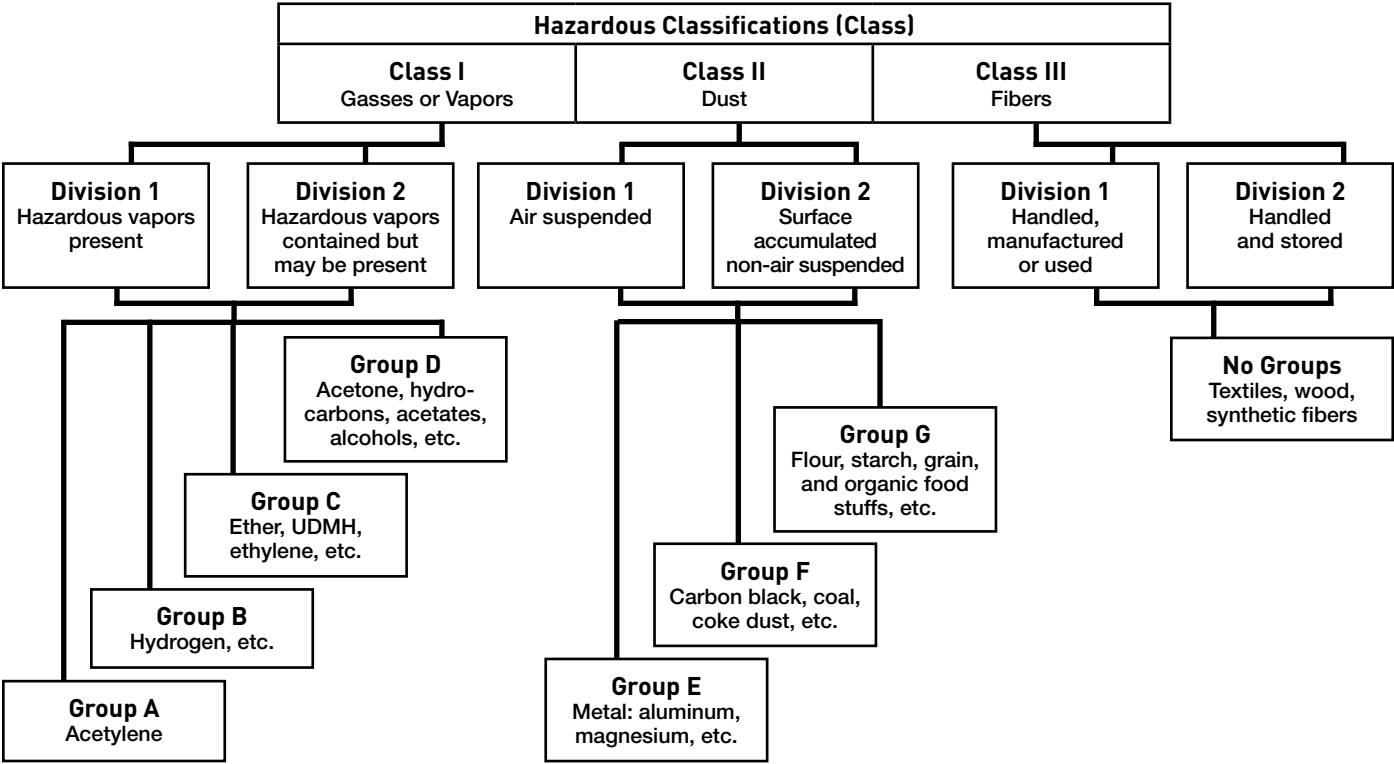 Hazardous Classifications (Class)
Class I
Gasses or Vapors
Class II
Dust
Class III
Fibers
Division 1
Hazardous vapors
present
Division 2
Hazardous vapors
contained but
may be present
Division 1
Air suspended
Division 2
Surface
accumulated
non-air suspended
Division 1
Handled,
manufactured
or used
Division 2
Handled
and stored
Group D
Acetone, hydro-
carbons, acetates,
alcohols, etc.
Group C
Ether, UDMH,
ethylene, etc.
Group B
Hydrogen, etc.
Group A
Acetylene
Group G
Flour, starch, grain,
and organic food
stuffs, etc.
Group F
Carbon black, coal,
coke dust, etc.
Group E
Metal: aluminum,
magnesium, etc.
No Groups
Textiles, wood,
synthetic fibers